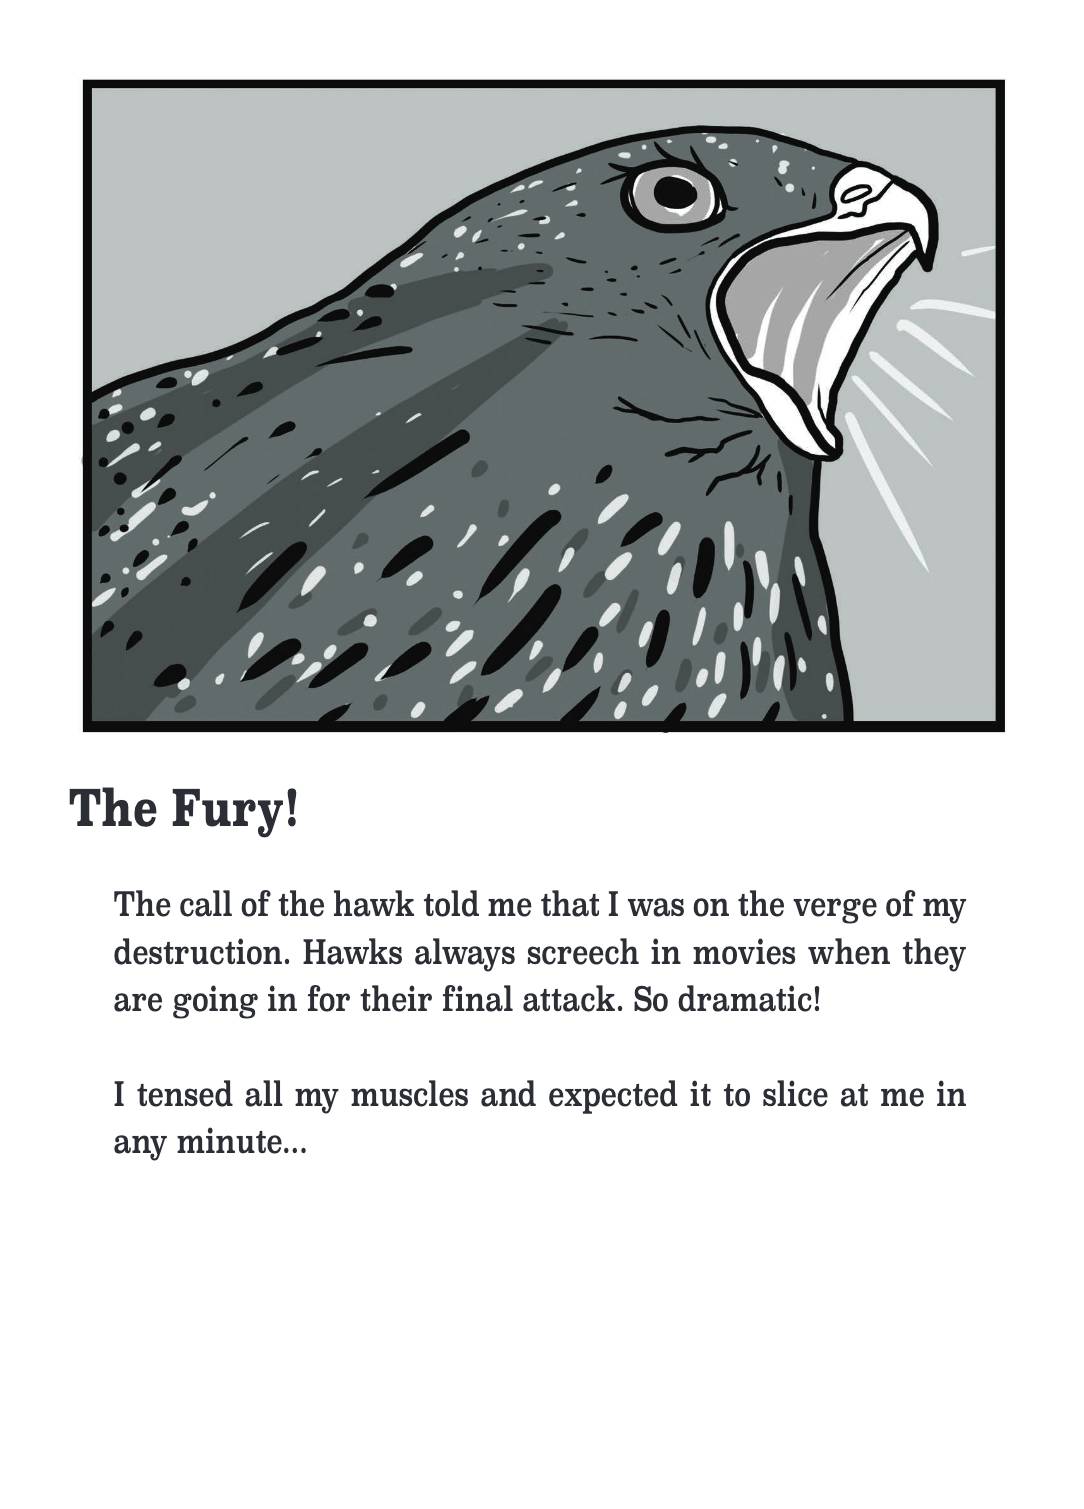 The Fury!
The call of the hawk told me that I was on the verge of my
destruction. Hawks always screech in movies when they
are going in for their final attack. So dramatic!
I tensed all my muscles and expected it to slice at me in
any minute...